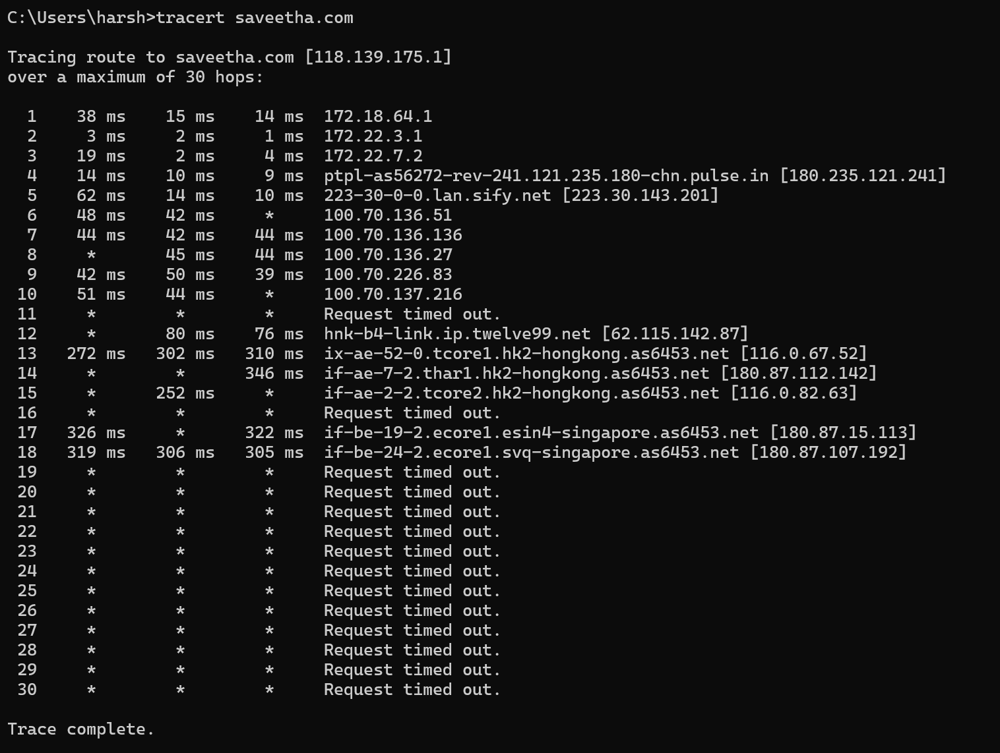 C:\Users\harsh>tracert saveetha.com
Tracing route to saveetha.com [118.139.175.1]
over a maximum of 30 hops:
  1    38 ms    15 ms    14 ms  172.18.64.1
  2     3 ms     2 ms     1 ms  172.22.3.1
  3    19 ms     2 ms     4 ms  172.22.7.2
  4    14 ms    10 ms     9 ms  ptpl-as56272-rev-241.121.235.180-chn.pulse.in [180.235.121.241]
  5    62 ms    14 ms    10 ms  223-30-0-0.lan.sify.net [223.30.143.201]
  6    48 ms    42 ms     *     100.70.136.51
  7    44 ms    42 ms    44 ms  100.70.136.136
  8     *       45 ms    44 ms  100.70.136.27
  9    42 ms    50 ms    39 ms  100.70.226.83
 10    51 ms    44 ms     *     100.70.137.216
 11     *        *        *     Request timed out.
 12     *       80 ms    76 ms  hnk-b4-link.ip.twelve99.net [62.115.142.87]
 13   272 ms   302 ms   310 ms  ix-ae-52-0.tcore1.hk2-hongkong.as6453.net [116.0.67.52]
 14     *        *      346 ms  if-ae-7-2.thar1.hk2-hongkong.as6453.net [180.87.112.142]
 15     *      252 ms     *     if-ae-2-2.tcore2.hk2-hongkong.as6453.net [116.0.82.63]
 16     *        *        *     Request timed out.
 17   326 ms     *      322 ms  if-be-19-2.ecore1.esin4-singapore.as6453.net [180.87.15.113]
 18   319 ms   306 ms   305 ms  if-be-24-2.ecore1.svq-singapore.as6453.net [180.87.107.192]
 19     *        *        *     Request timed out.
 20     *        *        *     Request timed out.
 21     *        *        *     Request timed out.
 22     *        *        *     Request timed out.
 23     *        *        *     Request timed out.
 24     *        *        *     Request timed out.
 25     *        *        *     Request timed out.
 26     *        *        *     Request timed out.
 27     *        *        *     Request timed out.
 28     *        *        *     Request timed out.
 29     *        *        *     Request timed out.
 30     *        *        *     Request timed out.
Trace complete.